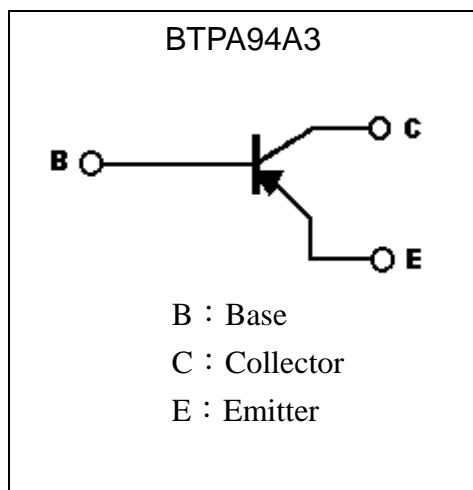 BTPA94A3
B
C
E
B：Base
C：Collector
E：Emitter